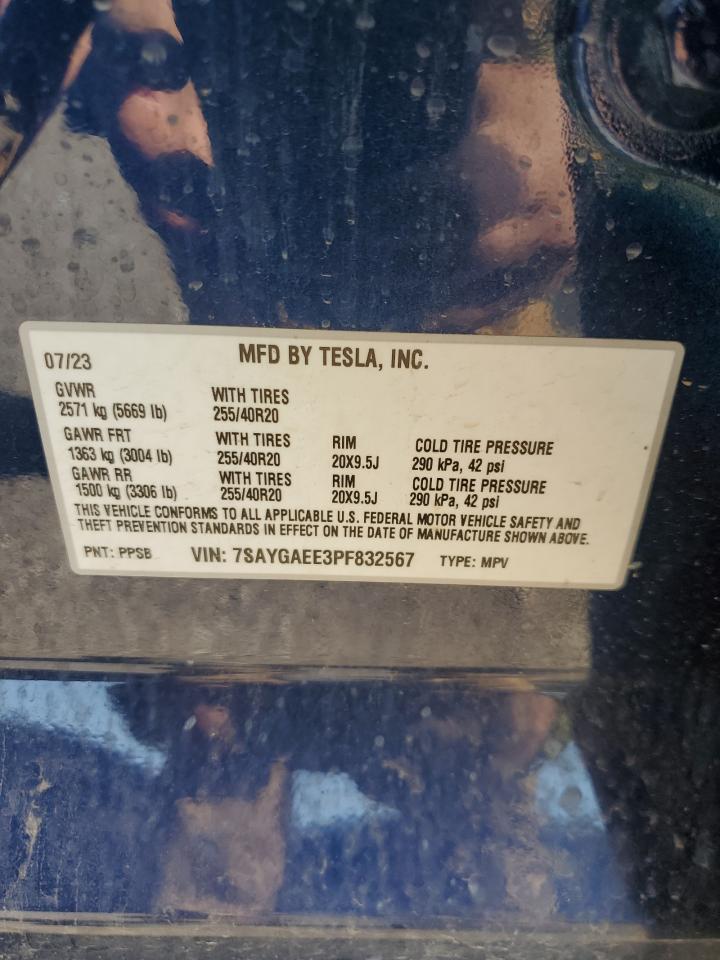 07/23 MFD BY TESLA, INC.
GVWR WITH TIRES
2571 kg (5669 lb) 255/40R20
GAWR FRT WITH TIRES RIM COLD TIRE PRESSURE
1363 kg (3004 lb) 255/40R20 20X9.5J 290 kPa, 42 psi
GAWR RR WITH TIRES RIM COLD TIRE PRESSURE
1500 kg (3306 lb) 255/40R20 20X9.5J 290 kPa, 42 psi
THIS VEHICLE CONFORMS TO ALL APPLICABLE U.S. FEDERAL MOTOR VEHICLE SAFETY AND
THEFT PREVENTION STANDARDS IN EFFECT ON THE DATE OF MANUFACTURE SHOWN ABOVE.
PNT: PPSB VIN: 7SAYGAEE3PF832567 TYPE: MPV